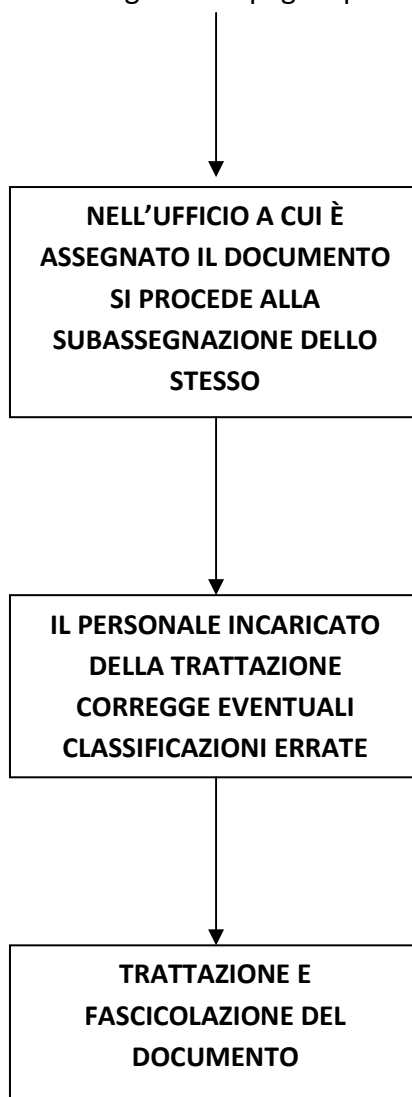 NELL’UFFICIO A CUI È
ASSEGNATO IL DOCUMENTO
SI PROCEDE ALLA
SUBASSEGNAZIONE DELLO
STESSO
IL PERSONALE INCARICATO
DELLA TRATTAZIONE
CORREGGE EVENTUALI
CLASSIFICAZIONI ERRATE
TRATTAZIONE E
FASCICOLAZIONE DEL
DOCUMENTO